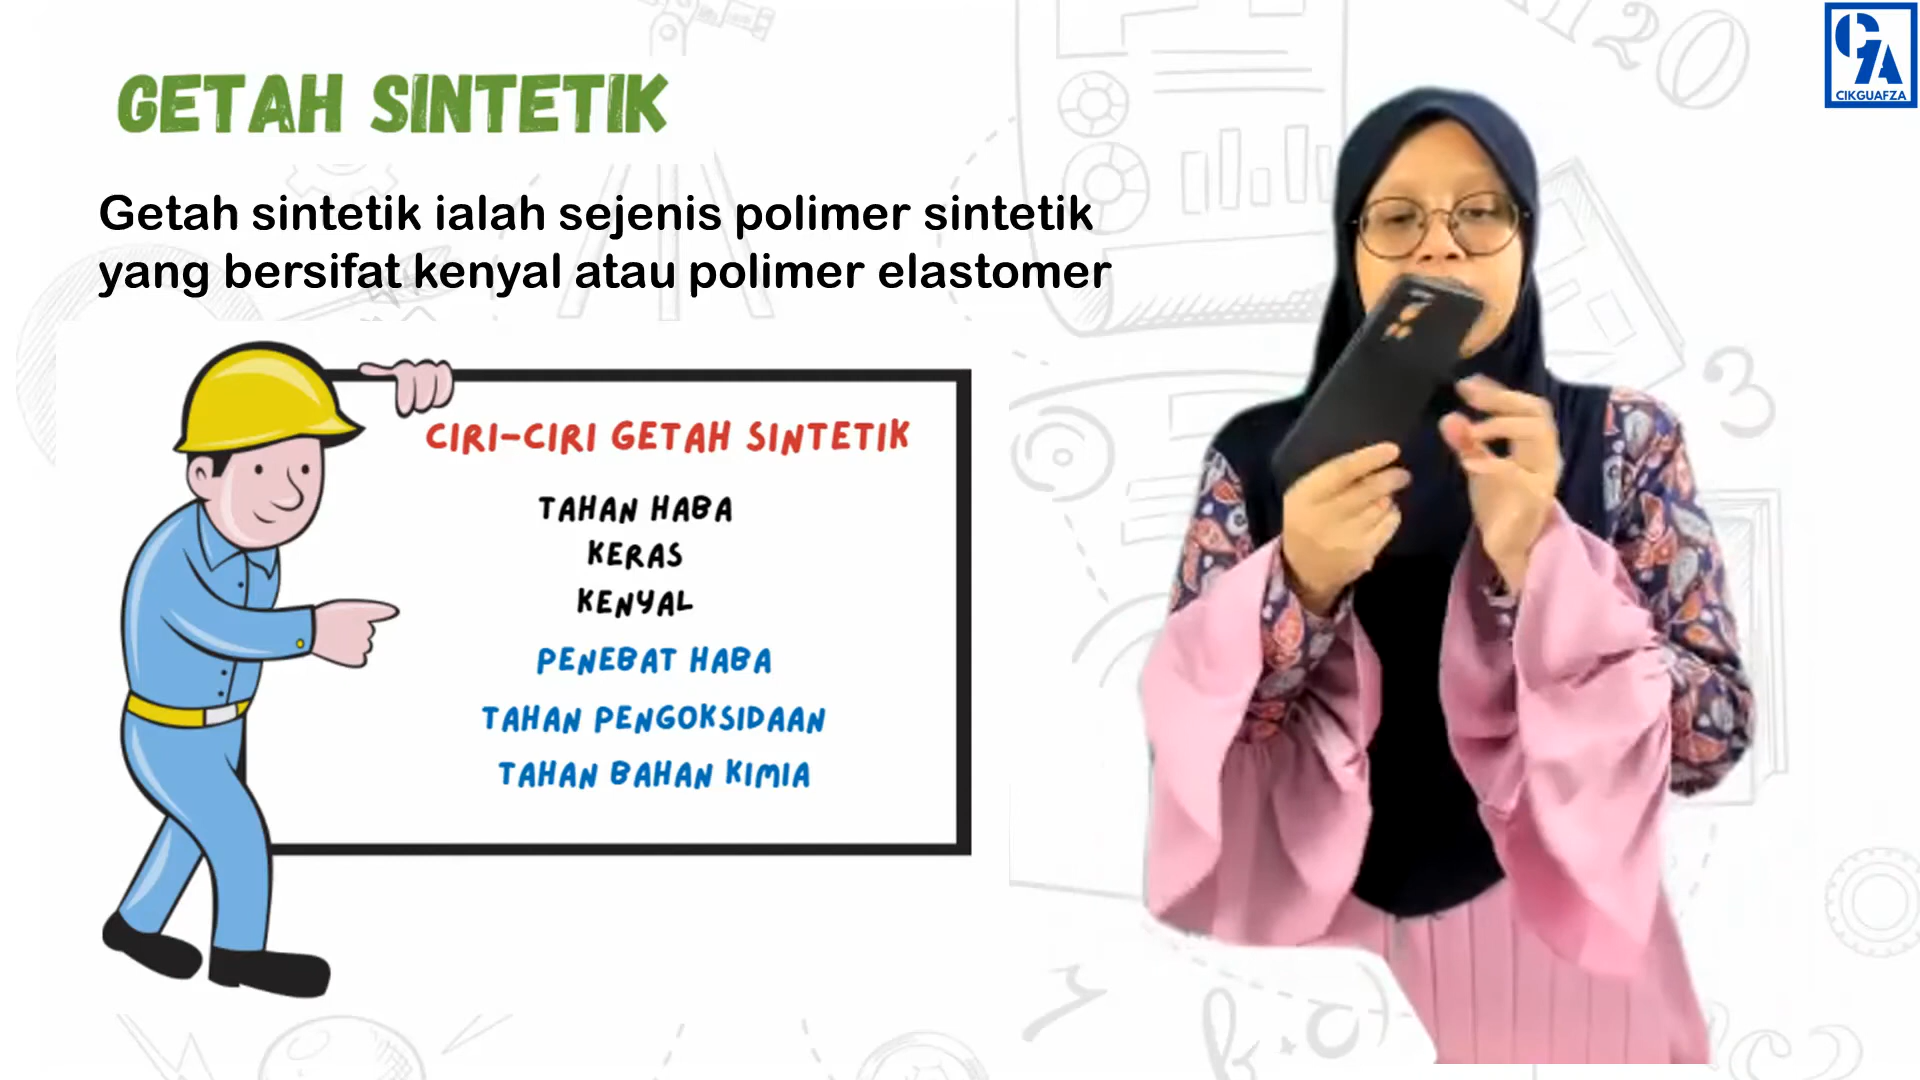 GETAH SINTETIK
Getah sintetik ialah sejenis polimer sintetik
yang bersifat kenyal atau polimer elastomer
CIRI-CIRI GETAH SINTETIK
TAHAN HABA
KERAS
KENYAL
PENEBAT HABA
TAHAN PENGOKSIDAAN
TAHAN BAHAN KIMIA
CA
CIKGUAFZA